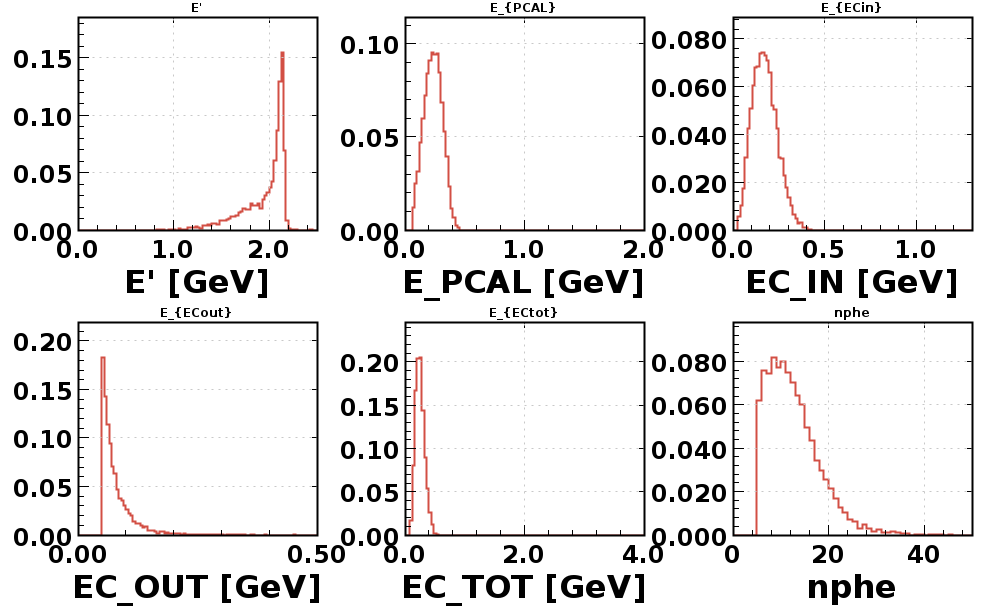 E'
0.15
0.10
0.05
0.00
0.0 1.0 2.0
E' [GeV]
E_{PCAL}
0.10
0.05
0.00
0.0 1.0 2.0
E_PCAL [GeV]
E_{ECin}
0.080
0.060
0.040
0.020
0.000
0.0 0.5 1.0
EC_IN [GeV]
E_{ECout}
0.20
0.15
0.10
0.05
0.00
0.00 0.50
EC_OUT [GeV]
E_{ECtot}
0.20
0.15
0.10
0.05
0.00
0.0 2.0 4.0
EC_TOT [GeV]
nphe
0.080
0.060
0.040
0.020
0.000
0 20 40
nphe